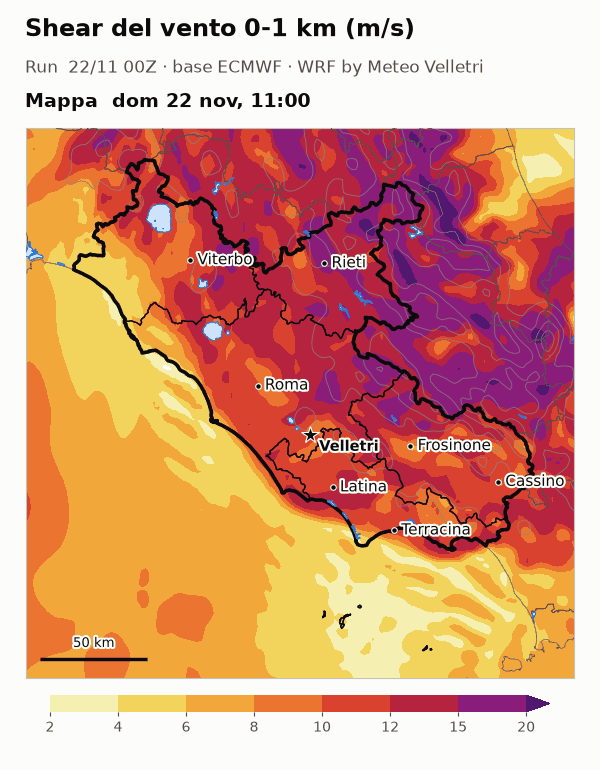 Shear del vento 0-1 km (m/s)
Run 22/11 00Z · base ECMWF · WRF by Meteo Velletri
Mappa dom 22 nov, 11:00
Viterbo
Rieti
Roma
Velletri
Frosinone
Latina
Cassino
Terracina
50 km
2 4 6 8 10 12 15 20